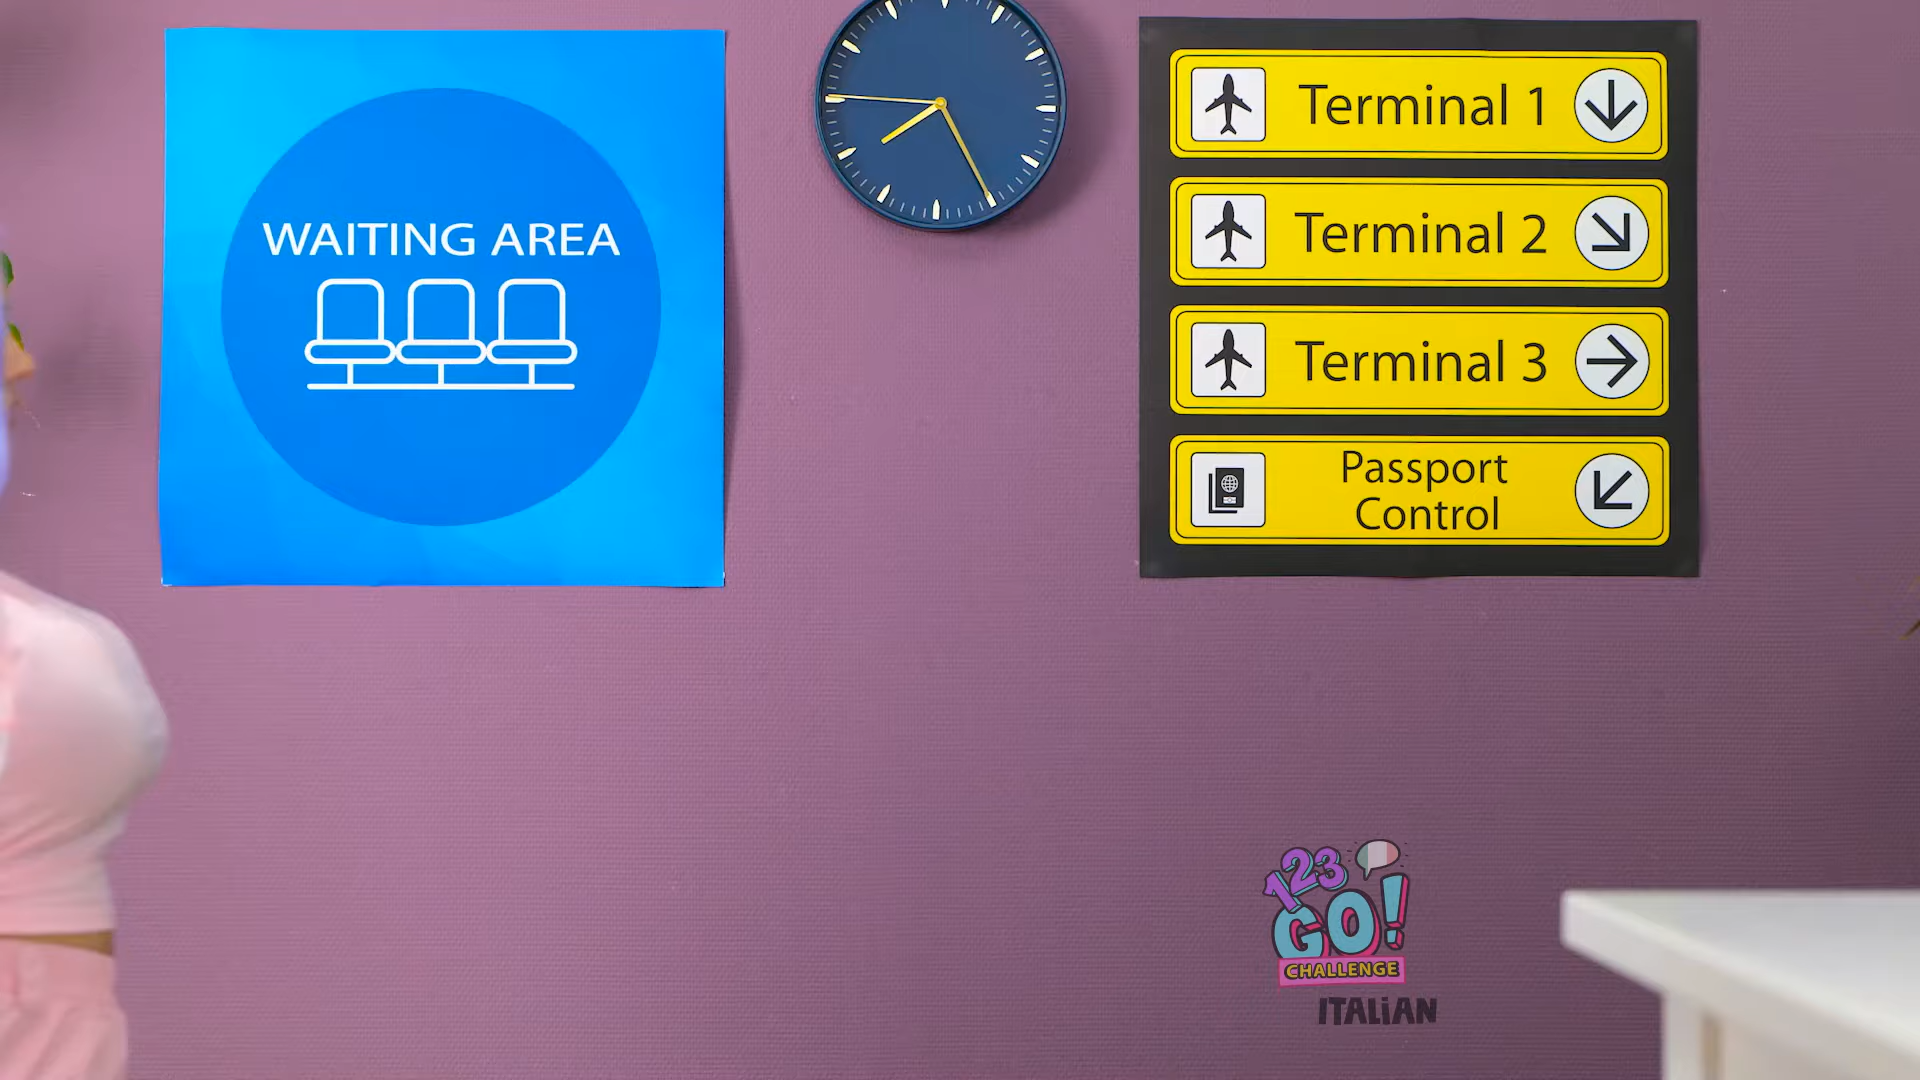 WAITING AREA
Terminal 1
Terminal 2
Terminal 3
Passport
Control
123
GO!
CHALLENGE
ITALiAN